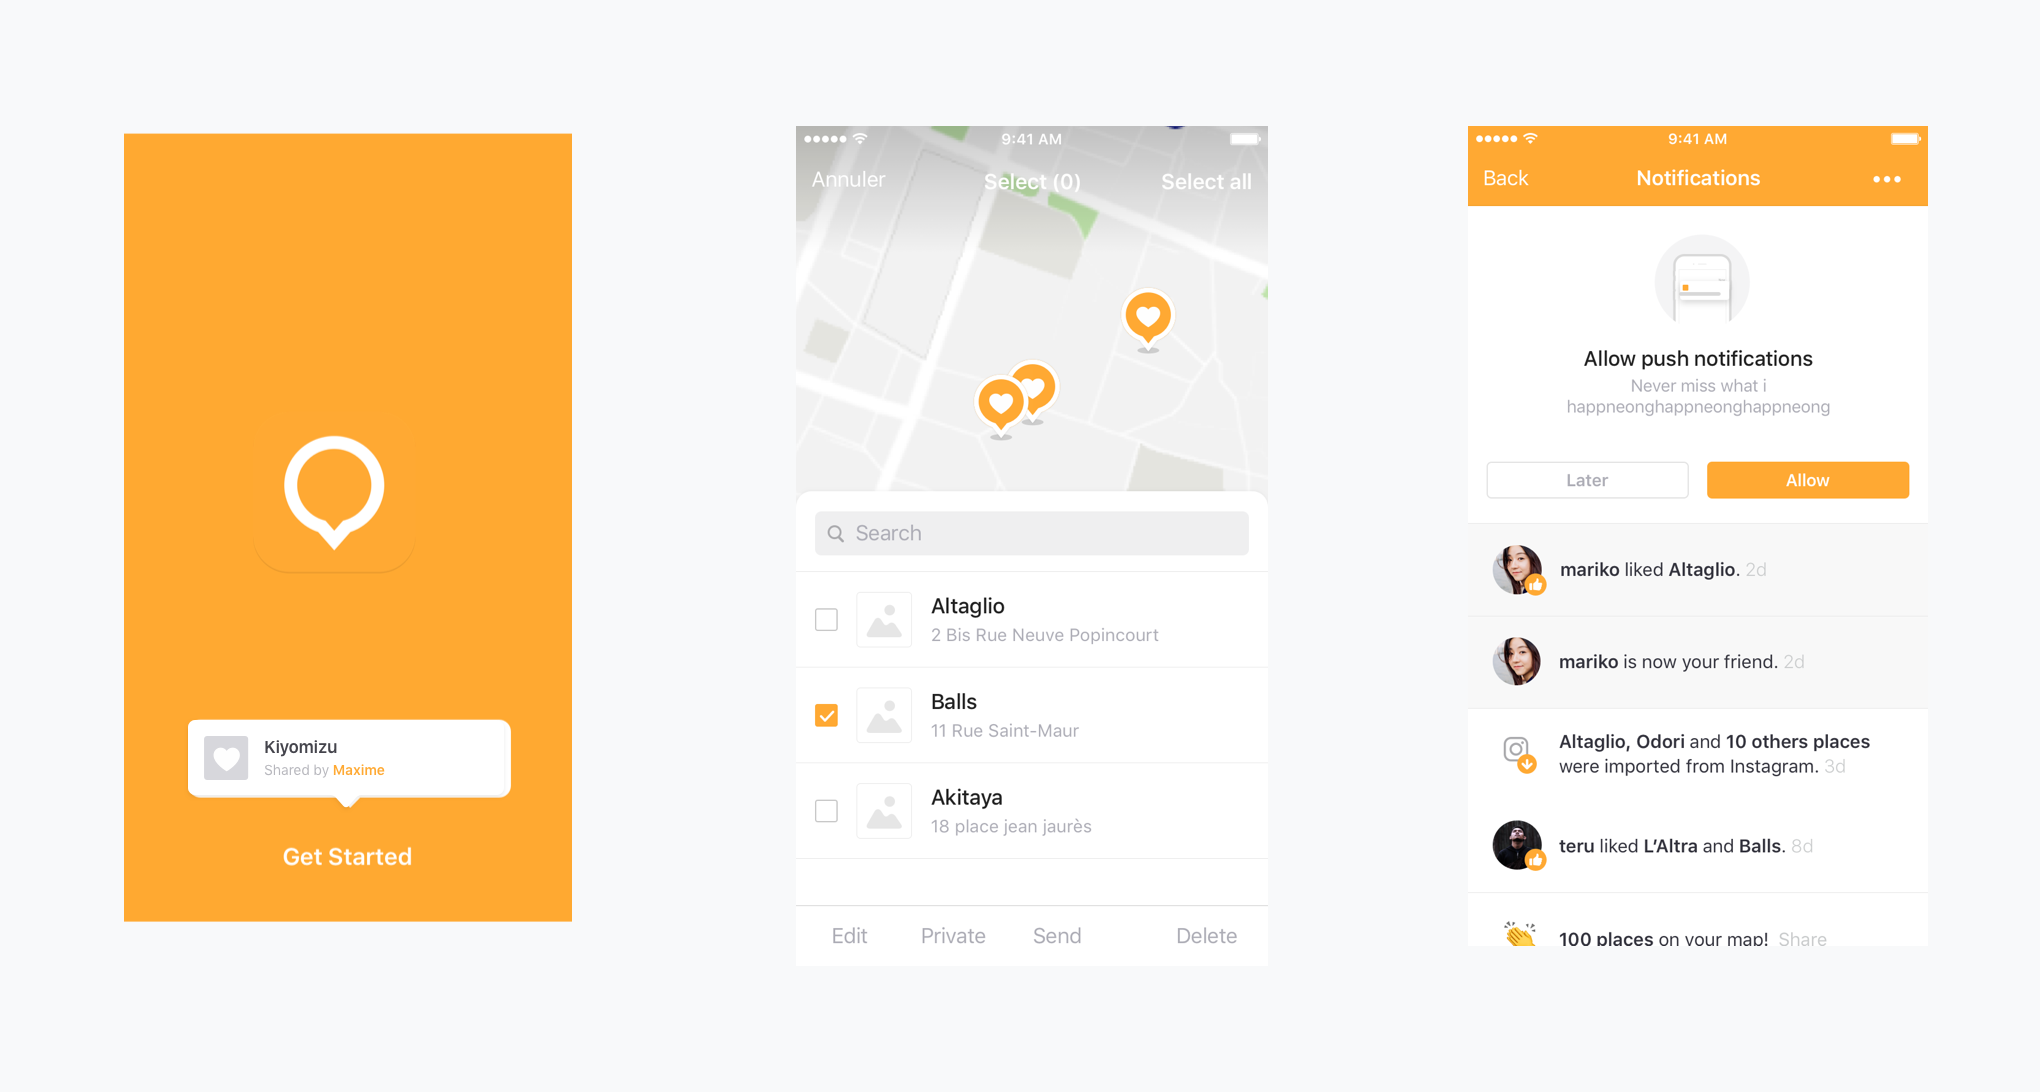 Kiyomizu
Shared by Maxime
Get Started
9:41 AM
Annuler
Select (0)
Select all
Search
Altaglio
2 Bis Rue Neuve Popincourt
Balls
11 Rue Saint-Maur
Akitaya
18 place jean jaurès
Edit
Private
Send
Delete
9:41 AM
Back
Notifications
Allow push notifications
Never miss what i
happneonghappneonghappneong
Later
Allow
mariko liked Altaglio. 2d
mariko is now your friend. 2d
Altaglio, Odori and 10 others places
were imported from Instagram. 3d
teru liked L’Altra and Balls. 8d
100 places on your map! Share